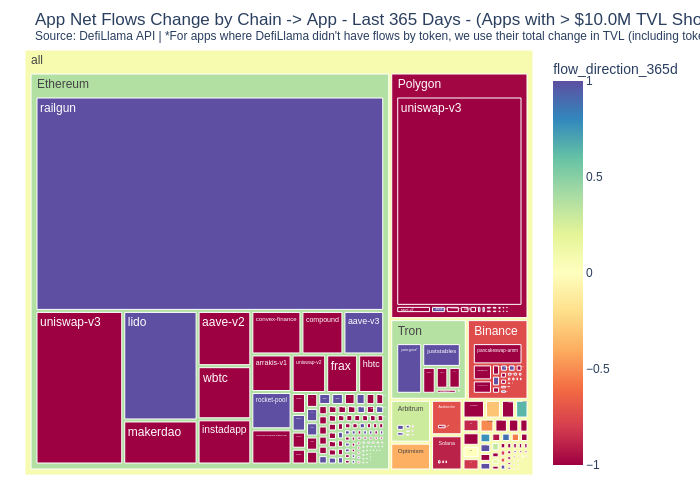 App Net Flows Change by Chain -> App - Last 365 Days - (Apps with > $10.0M TVL Sho
Source: DefiLlama API | *For apps where DefiLlama didn't have flows by token, we use their total change in TVL (including toke
all
flow_direction_365d
Ethereum
Polygon
1
railgun
uniswap-v3
0.5
0
uniswap-v3
lido
aave-v2
convex-finance
compound
aave-v3
Tron
Binance
justStables
pancakeswap-amm
arrakis-v1
uniswap-v2
frax
hbtc
wbtc
−0.5
rocket-pool
Arbitrum
makerdao
instadapp
Solana
Optimism
−1